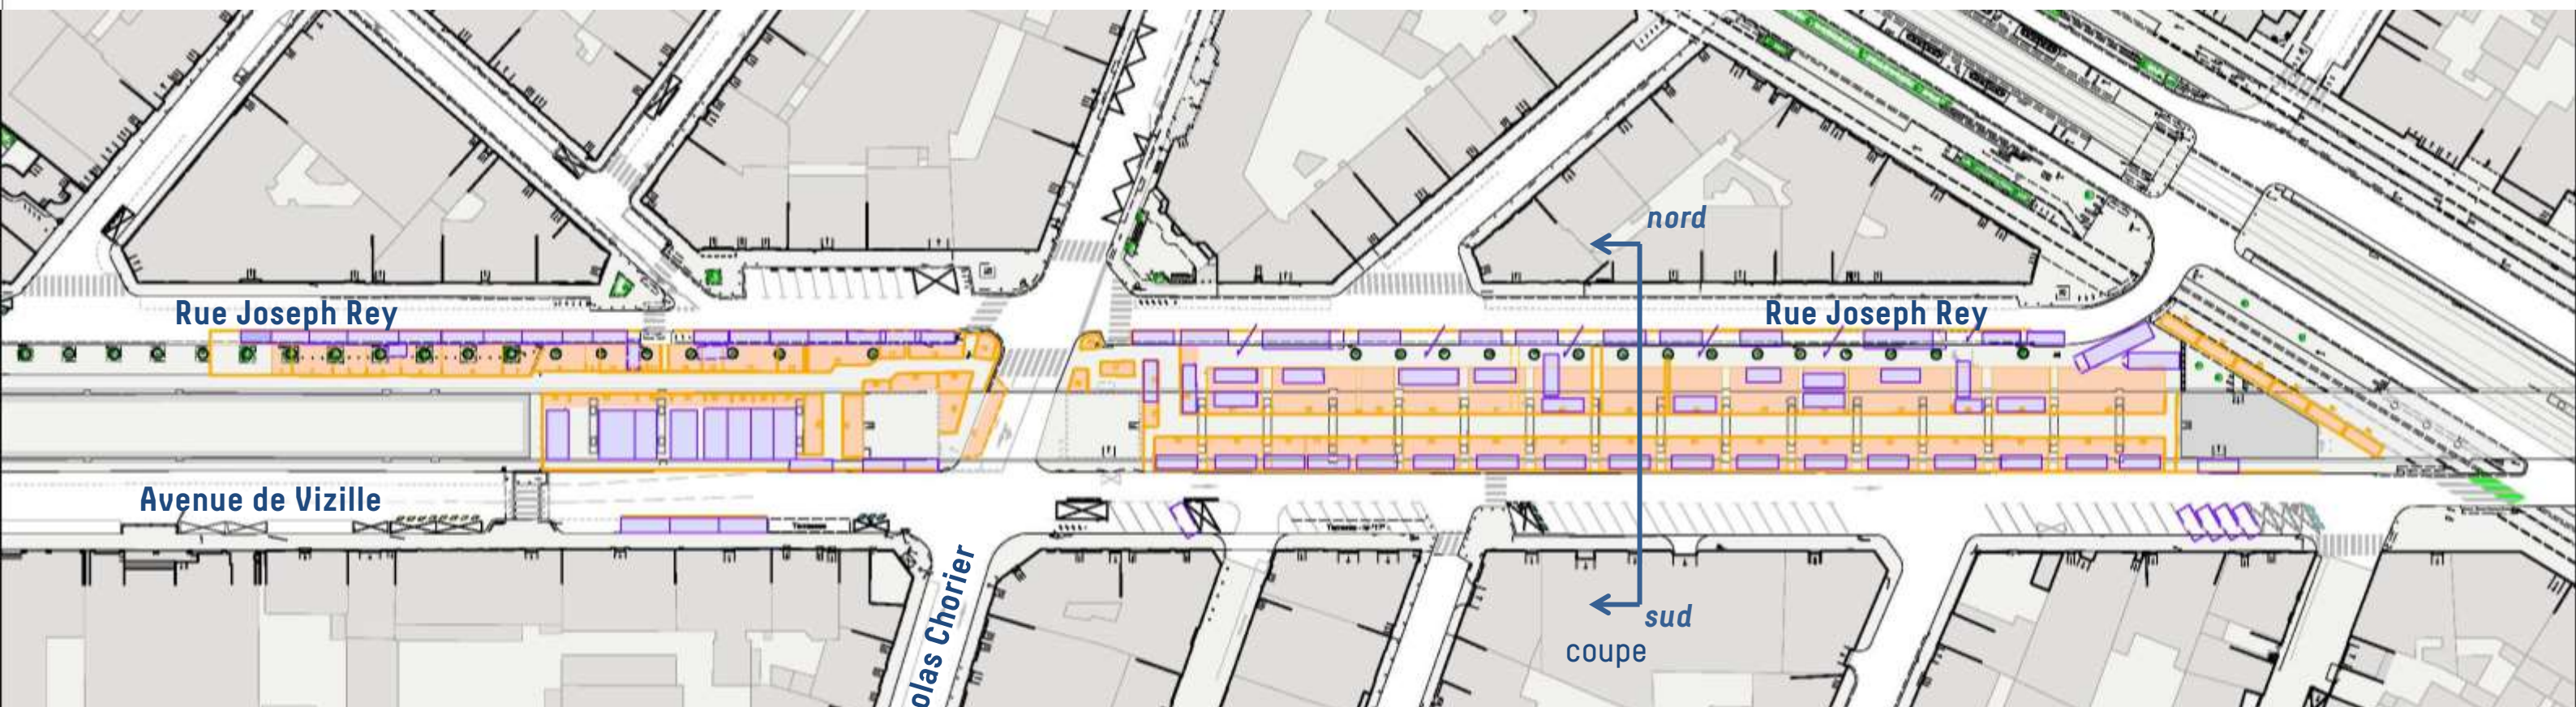 nord
Rue Joseph Rey
Rue Joseph Rey
Avenue de Vizille
olas Chorier
sud
coupe